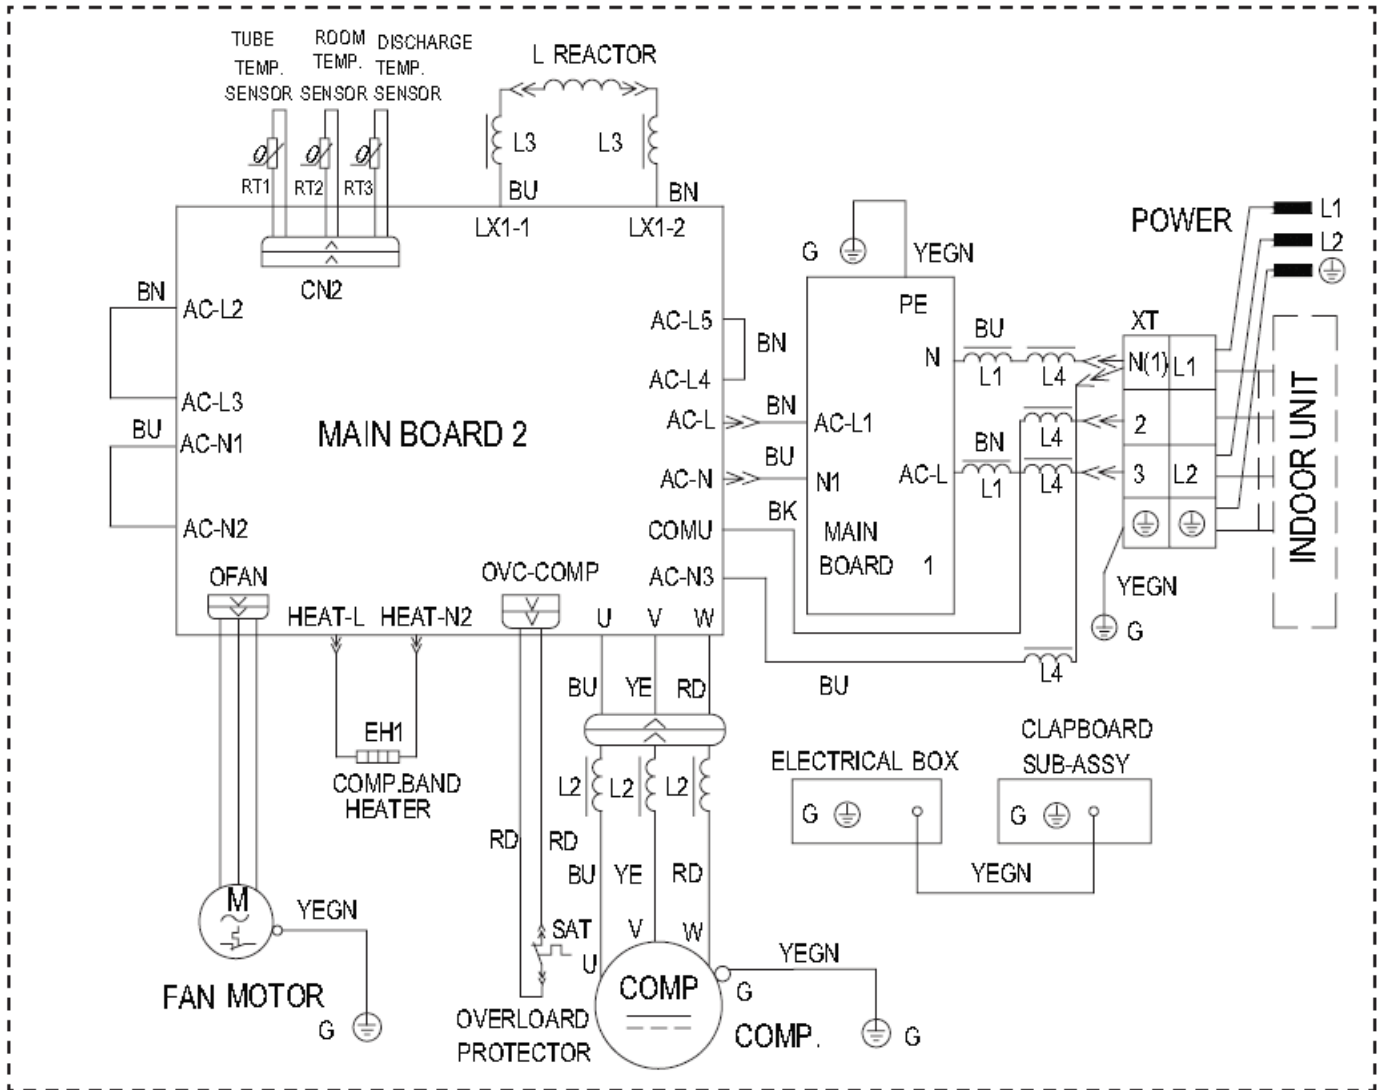 TUBE
TEMP.
SENSOR
ROOM
TEMP.
SENSOR
DISCHARGE
TEMP.
SENSOR
L REACTOR
L3
L3
RT1
RT2
RT3
BU
BN
LX1-1
LX1-2
CN2
BN
AC-L2
AC-L3
BU
AC-N1
AC-N2
MAIN BOARD 2
AC-L5
BN
AC-L4
AC-L
BN
AC-N
BU
COMU
BK
AC-N3
BU
OFAN
HEAT-L
HEAT-N2
OVC-COMP
U
V
W
G
YEGN
PE
N
AC-L1
AC-L
N1
MAIN
BOARD 1
BU
L1
L4
L4
BN
L1
L4
L4
POWER
L1
L2
XT
N(1)
L1
2
3
L2
YEGN
G
INDOOR UNIT
EH1
COMP.BAND
HEATER
BU
YE
RD
L2
L2
L2
RD
RD
BU
YE
RD
SAT
U
V
W
M
YEGN
FAN MOTOR
G
OVERLOARD
PROTECTOR
COMP
G
YEGN
COMP.
G
ELECTRICAL BOX
G
CLAPBOARD
SUB-ASSY
G
YEGN